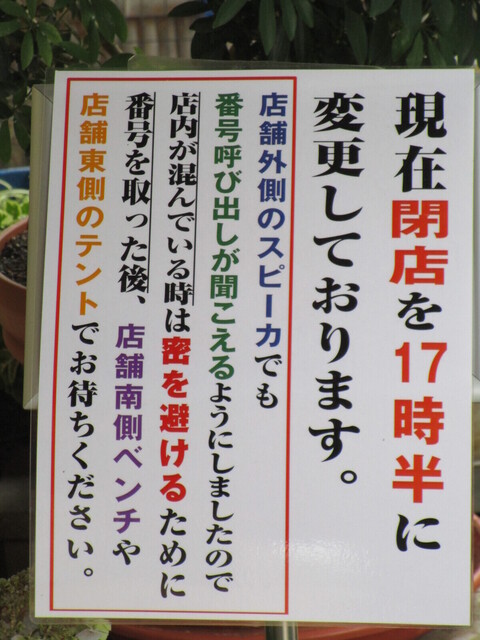 現在閉店を17時半に
変更しております。
店舗外側のスピーカでも
番号呼び出しが聞こえるようにしましたので
店内が混んでいる時は密を避けるために
番号を取った後、店舗南側ベンチや
店舗東側のテントでお待ちください。